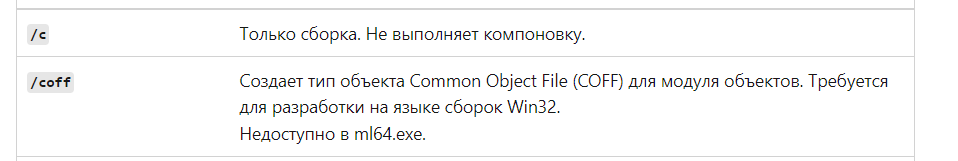 /c Только сборка. Не выполняет компоновку.
/coff Создает тип объекта Common Object File (COFF) для модуля объектов. Требуется
для разработки на языке сборок Win32.
Недоступно в ml64.exe.